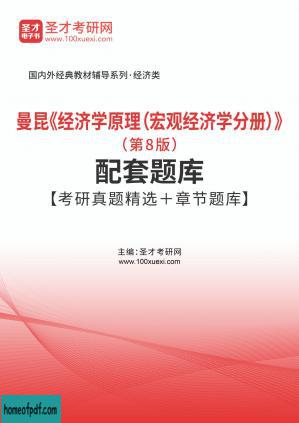 圣才考研网
圣才电子书
www.100xuexi.com
国内外经典教材辅导系列·经济类
曼昆《经济学原理（宏观经济学分册）》
（第8版）
配套题库
【考研真题精选＋章节题库】
主编：圣才考研网
www.100xuexi.com
homeofpdf.com
homeofpdf.com